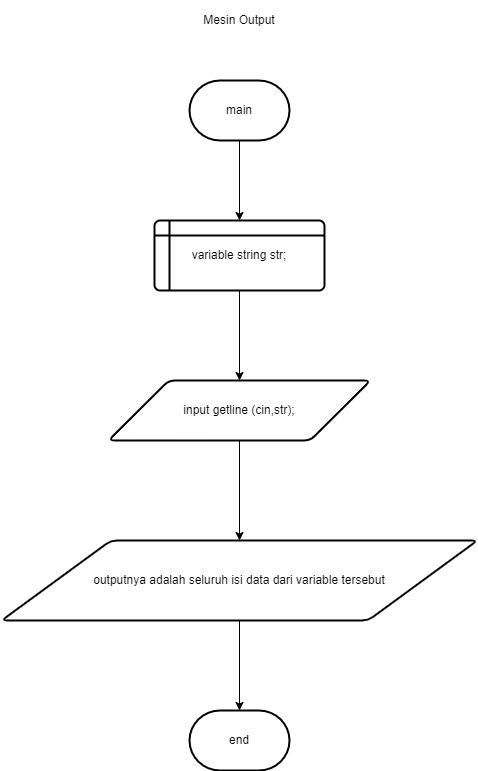 Mesin Output
main
variable string str;
input getline (cin,str);
outputnya adalah seluruh isi data dari variable tersebut
end